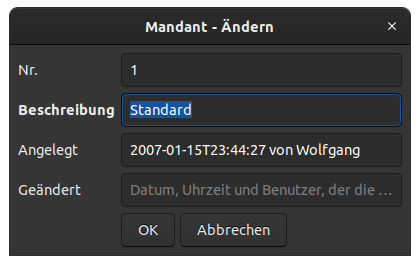 Mandant - Ändern
Nr. 1
Beschreibung Standard
Angelegt 2007-01-15T23:44:27 von Wolfgang
Geändert Datum, Uhrzeit und Benutzer, der die ...
OK Abbrechen